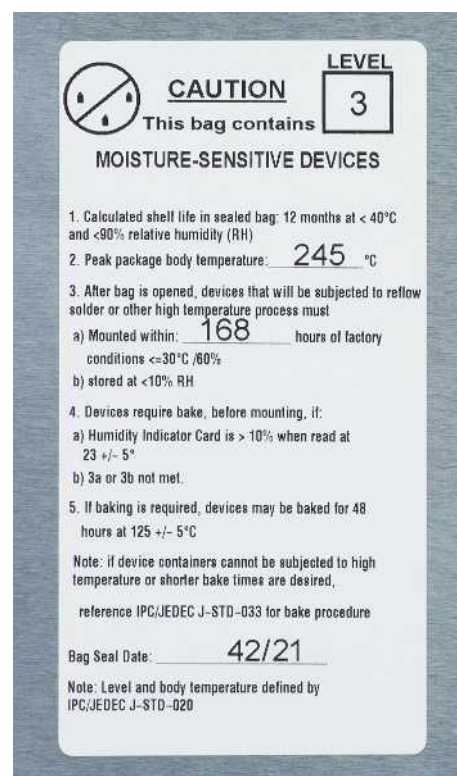 LEVEL
3
CAUTION
This bag contains
MOISTURE-SENSITIVE DEVICES
1. Calculated shelf life in sealed bag: 12 months at < 40°C
and <90% relative humidity (RH)
2. Peak package body temperature: 245 °C
3. After bag is opened, devices that will be subjected to reflow
solder or other high temperature process must
a) Mounted within: 168 hours of factory
conditions <=30°C /60%
b) stored at <10% RH
4. Devices require bake, before mounting, if:
a) Humidity Indicator Card is > 10% when read at
23 +/- 5°
b) 3a or 3b not met.
5. If baking is required, devices may be baked for 48
hours at 125 +/- 5°C
Note: if device containers cannot be subjected to high
temperature or shorter bake times are desired,
reference IPC/JEDEC J-STD-033 for bake procedure
Bag Seal Date: 42/21
Note: Level and body temperature defined by
IPC/JEDEC J-STD-020